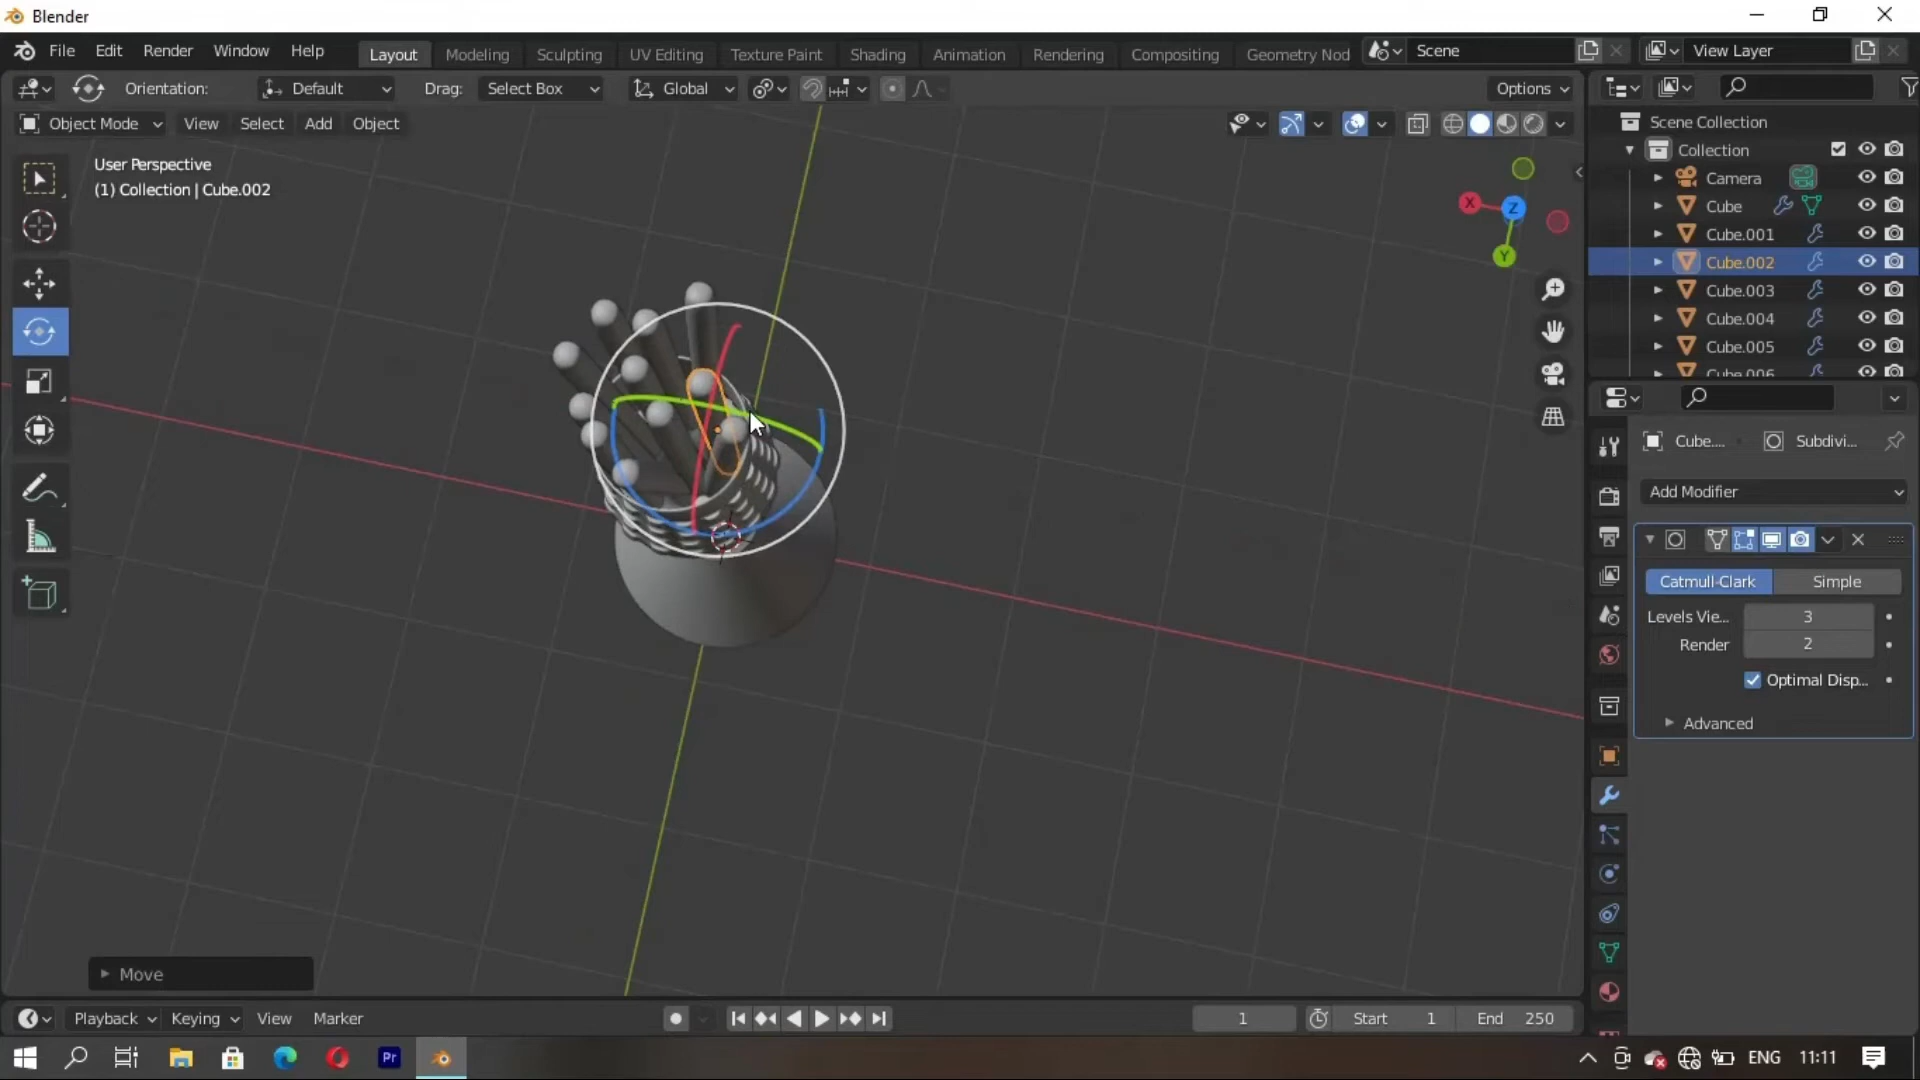 Blender
File Edit Render Window Help Layout Modeling Sculpting UV Editing Texture Paint Shading Animation Rendering Compositing Geometry Nod Scene View Layer
Orientation: Default Drag: Select Box Global Options
Object Mode View Select Add Object
User Perspective
(1) Collection | Cube.002
X
Z
Y
Scene Collection
Collection
Camera
Cube
Cube.001
Cube.002
Cube.003
Cube.004
Cube.005
Cube.006
Cube.... Subdivi...
Add Modifier
Catmull-Clark Simple
Levels Vie... 3
Render 2
Optimal Disp...
Advanced
Move
Playback Keying View Marker 1 Start 1 End 250
Pr ENG 11:11